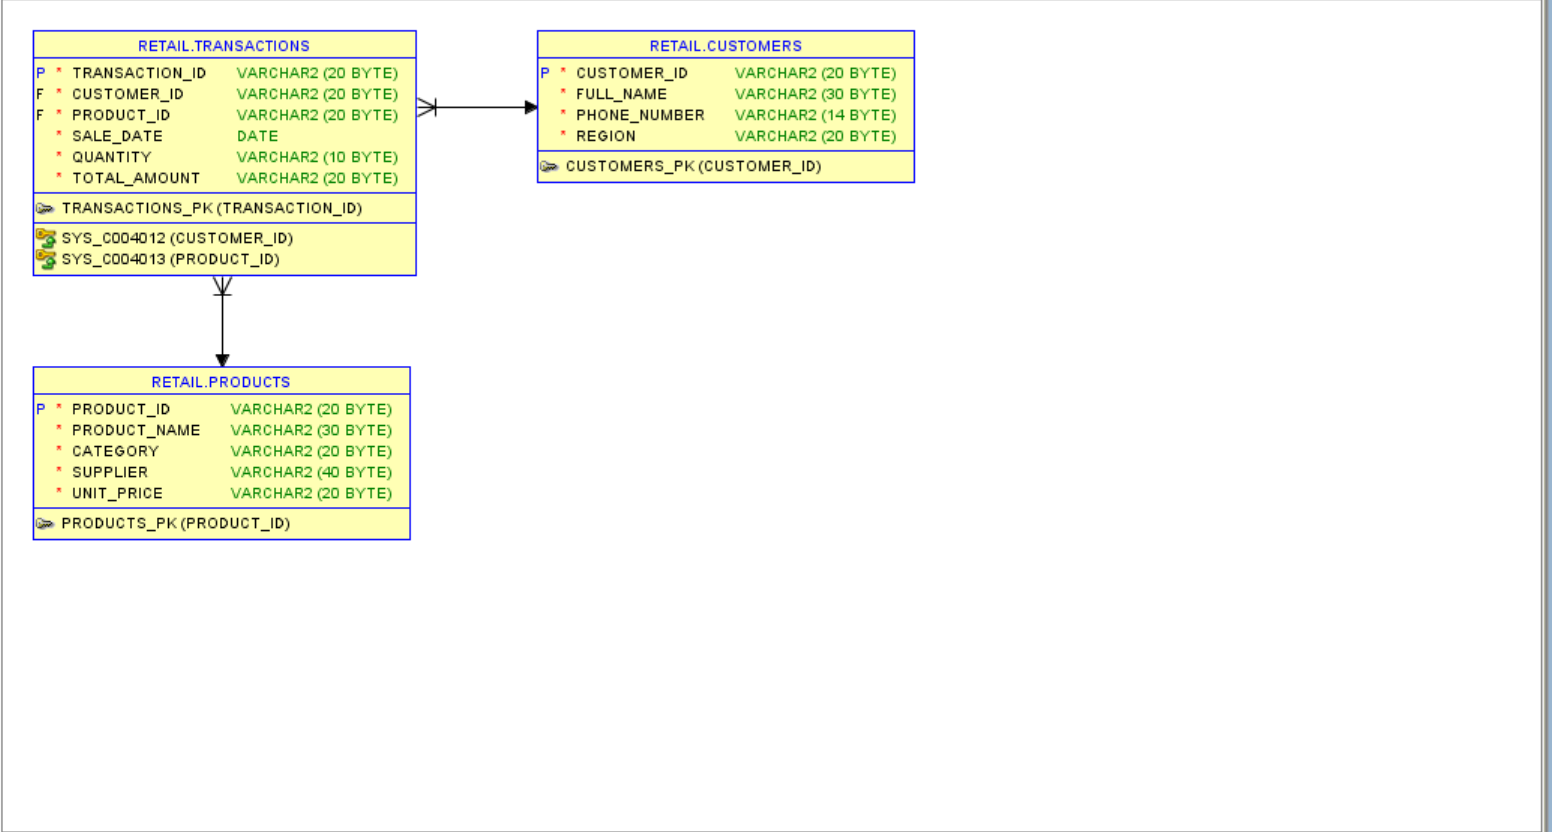 RETAIL.TRANSACTIONS
P * TRANSACTION_ID VARCHAR2 (20 BYTE)
F * CUSTOMER_ID VARCHAR2 (20 BYTE)
F * PRODUCT_ID VARCHAR2 (20 BYTE)
* SALE_DATE DATE
* QUANTITY VARCHAR2 (10 BYTE)
* TOTAL_AMOUNT VARCHAR2 (20 BYTE)
TRANSACTIONS_PK (TRANSACTION_ID)
SYS_C004012 (CUSTOMER_ID)
SYS_C004013 (PRODUCT_ID)
RETAIL.CUSTOMERS
P * CUSTOMER_ID VARCHAR2 (20 BYTE)
* FULL_NAME VARCHAR2 (30 BYTE)
* PHONE_NUMBER VARCHAR2 (14 BYTE)
* REGION VARCHAR2 (20 BYTE)
CUSTOMERS_PK (CUSTOMER_ID)
RETAIL.PRODUCTS
P * PRODUCT_ID VARCHAR2 (20 BYTE)
* PRODUCT_NAME VARCHAR2 (30 BYTE)
* CATEGORY VARCHAR2 (20 BYTE)
* SUPPLIER VARCHAR2 (40 BYTE)
* UNIT_PRICE VARCHAR2 (20 BYTE)
PRODUCTS_PK (PRODUCT_ID)